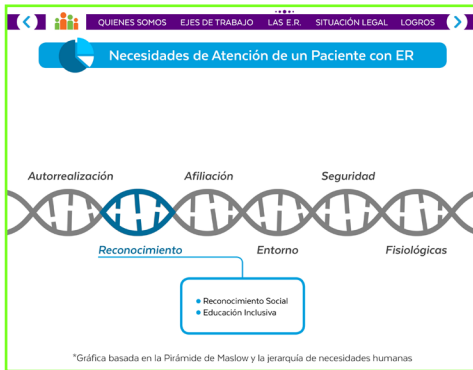 QUIENES SOMOS EJES DE TRABAJO LAS E.R. SITUACIÓN LEGAL LOGROS
Necesidades de Atención de un Paciente con ER
Autorrealización Afiliación Seguridad
Reconocimiento Entorno Fisiológicas
Reconocimiento Social
Educación Inclusiva
*Gráfica basada en la Pirámide de Maslow y la jerarquía de necesidades humanas